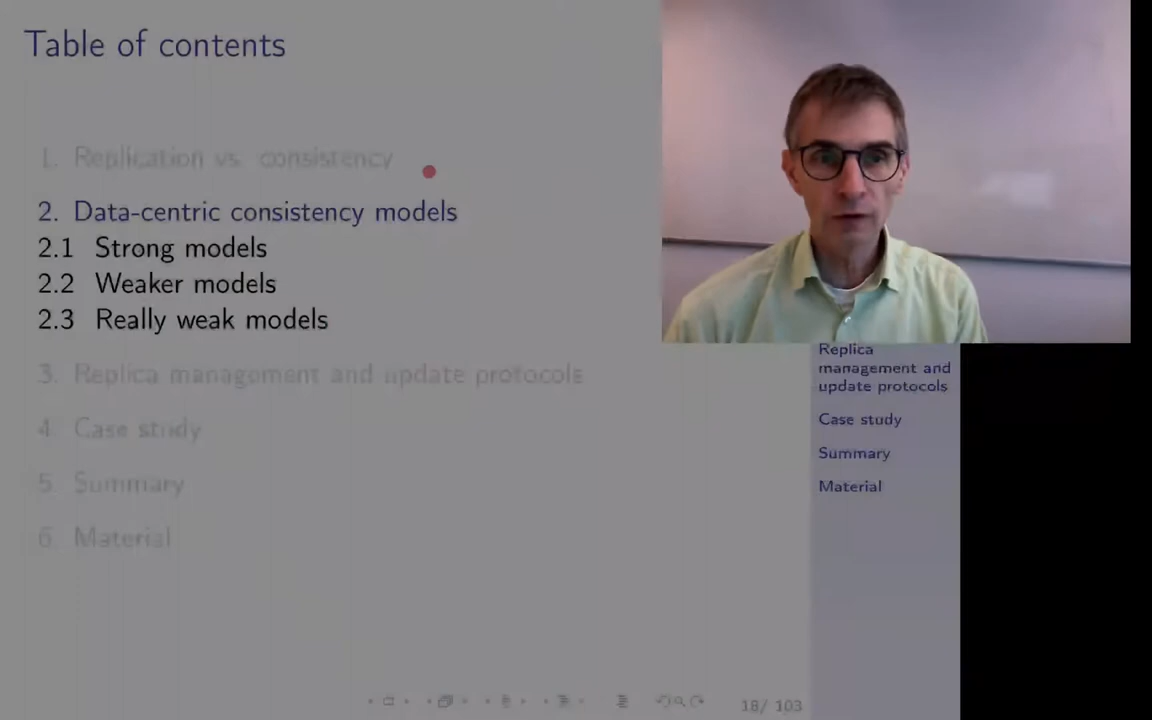 Table of contents
1. Replication vs. consistency
2. Data-centric consistency models
2.1 Strong models
2.2 Weaker models
2.3 Really weak models
3. Replica management and update protocols
4. Case study
5. Summary
6. Material
Replica
management and
update protocols
Case study
Summary
Material
18/ 103